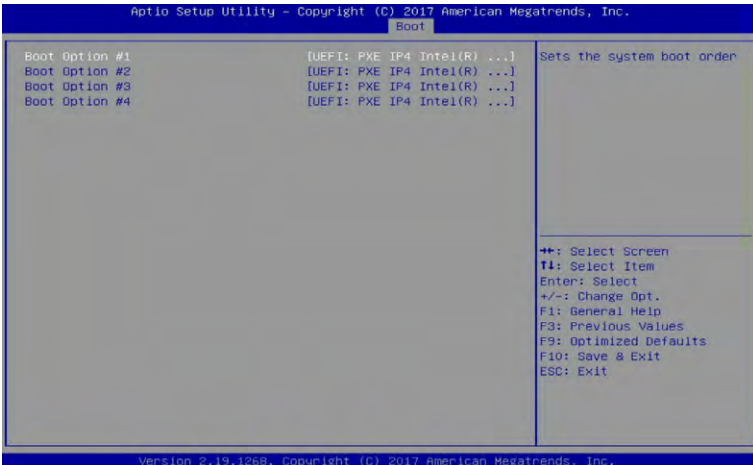 Aptio Setup Utility – Copyright (C) 2017 American Megatrends, Inc.
Boot
Boot Option #1 [UEFI: PXE IP4 Intel(R) ...]
Boot Option #2 [UEFI: PXE IP4 Intel(R) ...]
Boot Option #3 [UEFI: PXE IP4 Intel(R) ...]
Boot Option #4 [UEFI: PXE IP4 Intel(R) ...]
Sets the system boot order
→←: Select Screen
↑↓: Select Item
Enter: Select
+/-: Change Opt.
F1: General Help
F3: Previous Values
F9: Optimized Defaults
F10: Save & Exit
ESC: Exit
Version 2.19.1268. Copyright (C) 2017 American Megatrends, Inc.